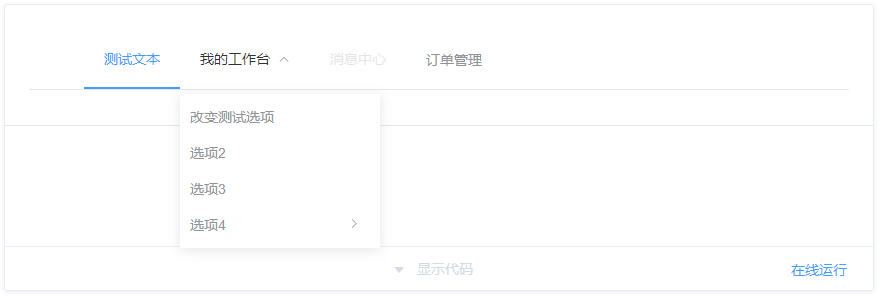 测试文本 我的工作台 消息中心 订单管理
改变测试选项
选项2
选项3
选项4
显示代码 在线运行